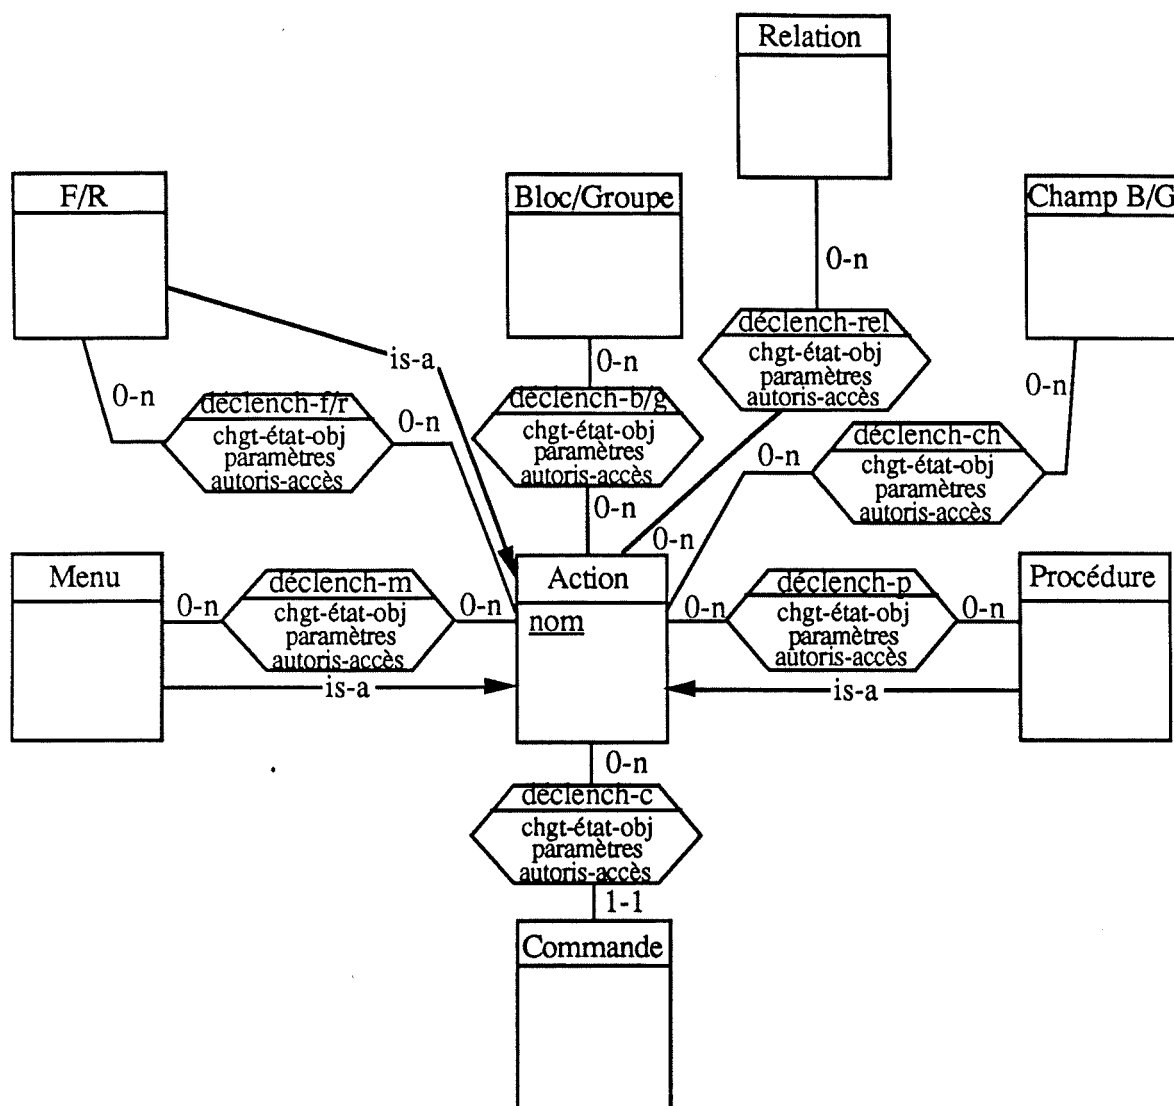 Relation
F/R
Bloc/Groupe
Champ B/G
0-n
déclench-rel
chgt-état-obj
paramètres
autoris-accès
is-a
0-n
0-n
0-n
déclench-f/r
chgt-état-obj
paramètres
autoris-accès
0-n
déclench-b/g
chgt-état-obj
paramètres
autoris-accès
0-n
déclench-ch
chgt-état-obj
paramètres
autoris-accès
0-n
0-n
Menu
0-n
déclench-m
chgt-état-obj
paramètres
autoris-accès
0-n
is-a
Action
nom
0-n
déclench-p
chgt-état-obj
paramètres
autoris-accès
0-n
is-a
Procédure
0-n
déclench-c
chgt-état-obj
paramètres
autoris-accès
1-1
Commande